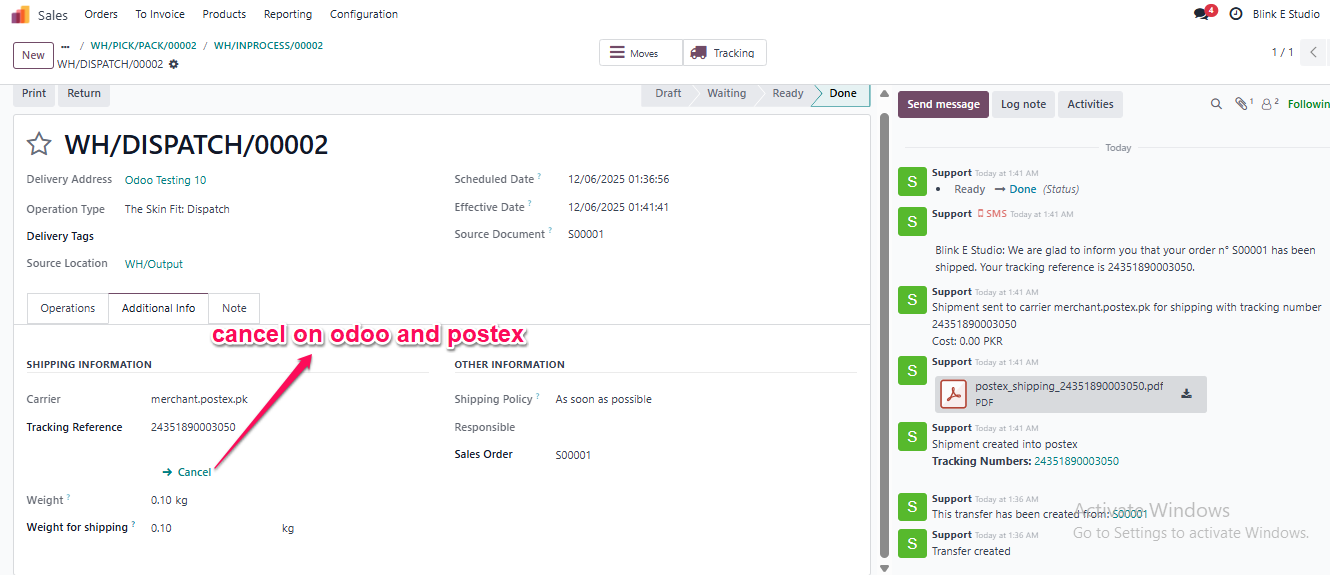 Sales Orders To Invoice Products Reporting Configuration 4 Blink E Studio
New ... / WH/PICK/PACK/00002 / WH/INPROCESS/00002
WH/DISPATCH/00002
Moves Tracking
1 / 1
Print Return Draft Waiting Ready Done
WH/DISPATCH/00002
Delivery Address Odoo Testing 10
Operation Type The Skin Fit: Dispatch
Delivery Tags
Source Location WH/Output
Scheduled Date ? 12/06/2025 01:36:56
Effective Date ? 12/06/2025 01:41:41
Source Document ? S00001
Operations Additional Info Note
cancel on odoo and postex
SHIPPING INFORMATION
Carrier merchant.postex.pk
Tracking Reference 24351890003050
Cancel
Weight ? 0.10 kg
Weight for shipping ? 0.10 kg
OTHER INFORMATION
Shipping Policy ? As soon as possible
Responsible
Sales Order S00001
Send message Log note Activities 1 2 Followin
Today
S Support Today at 1:41 AM
• Ready → Done (Status)
S Support SMS Today at 1:41 AM
Blink E Studio: We are glad to inform you that your order n° S00001 has been
shipped. Your tracking reference is 24351890003050.
S Support Today at 1:41 AM
Shipment sent to carrier merchant.postex.pk for shipping with tracking number
24351890003050
Cost: 0.00 PKR
S Support Today at 1:41 AM
postex_shipping_24351890003050.pdf
PDF
S Support Today at 1:41 AM
Shipment created into postex
Tracking Numbers: 24351890003050
S Support Today at 1:36 AM
This transfer has been created from: S00001
S Support Today at 1:36 AM
Transfer created
Activate Windows
Go to Settings to activate Windows.